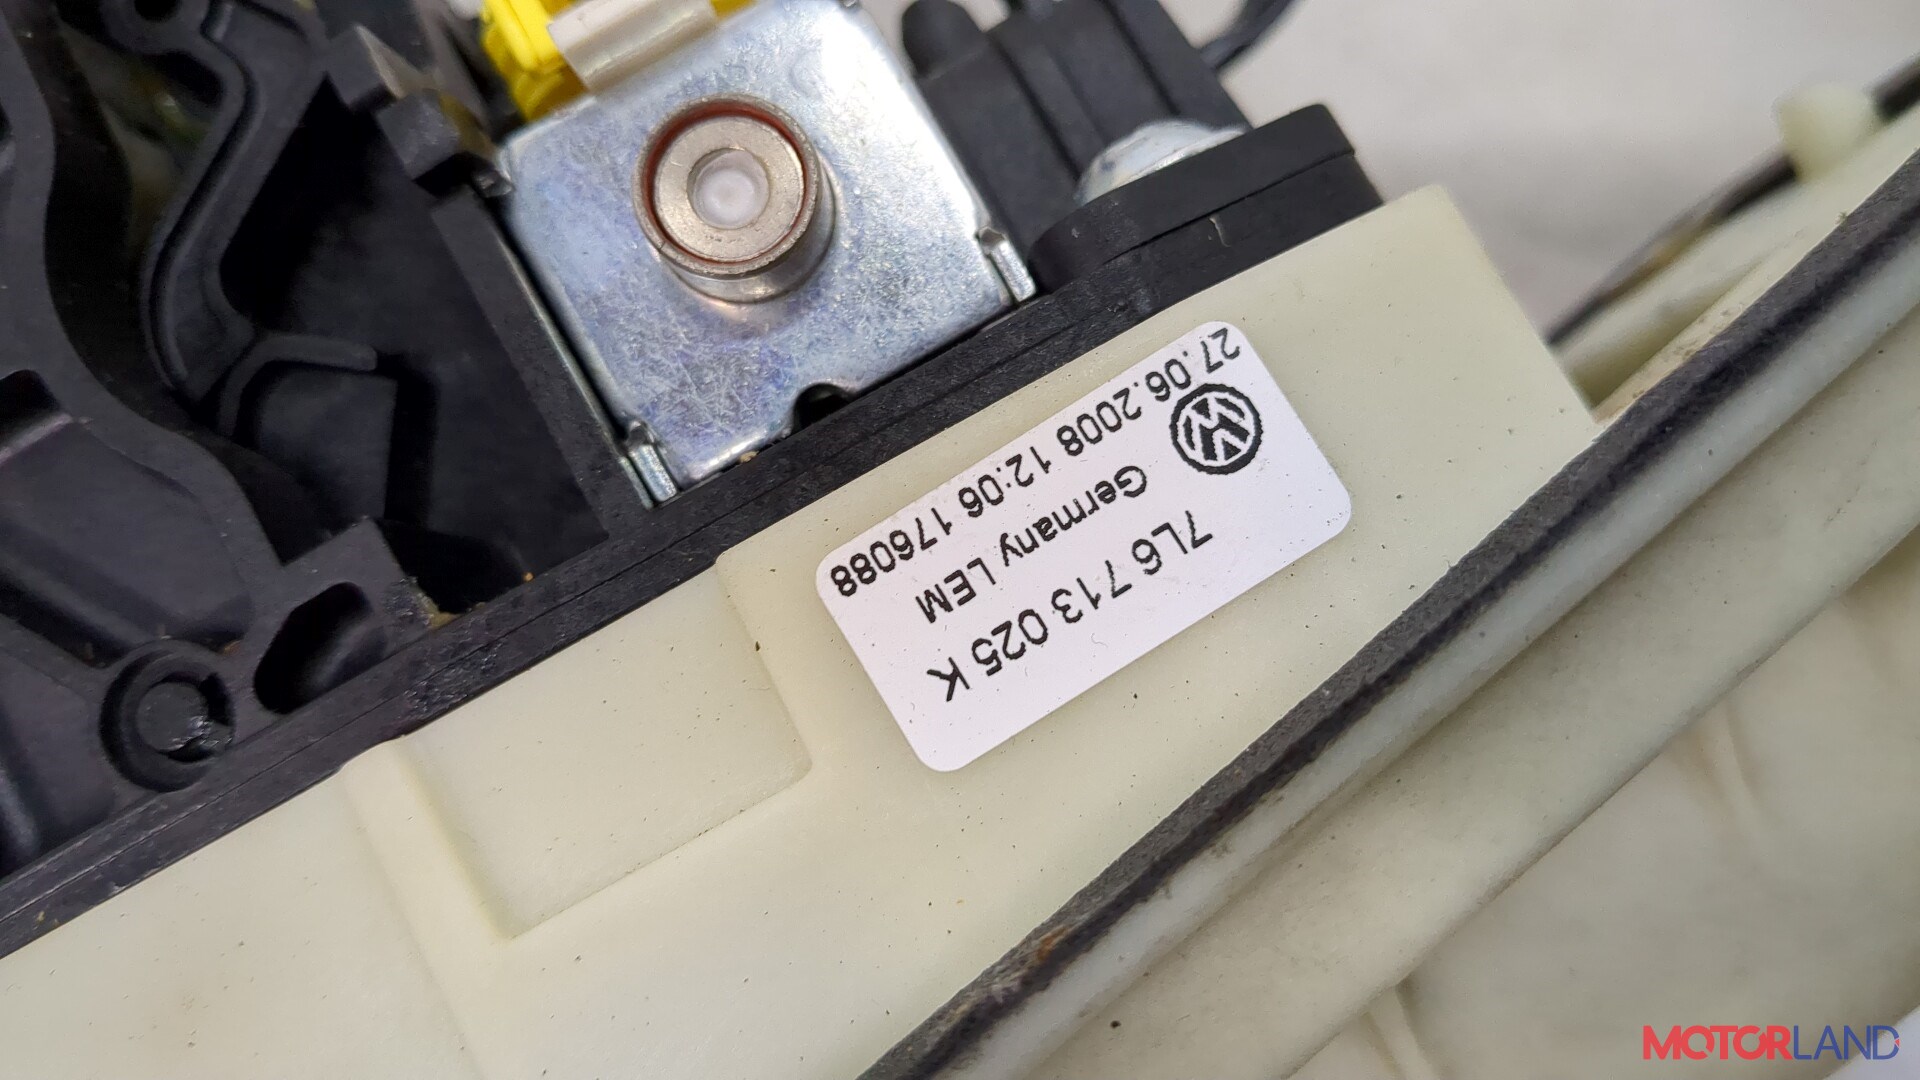 27.06.2008 12:06 176088
Germany LEM
7L6 713 025 K
MOTORLAND